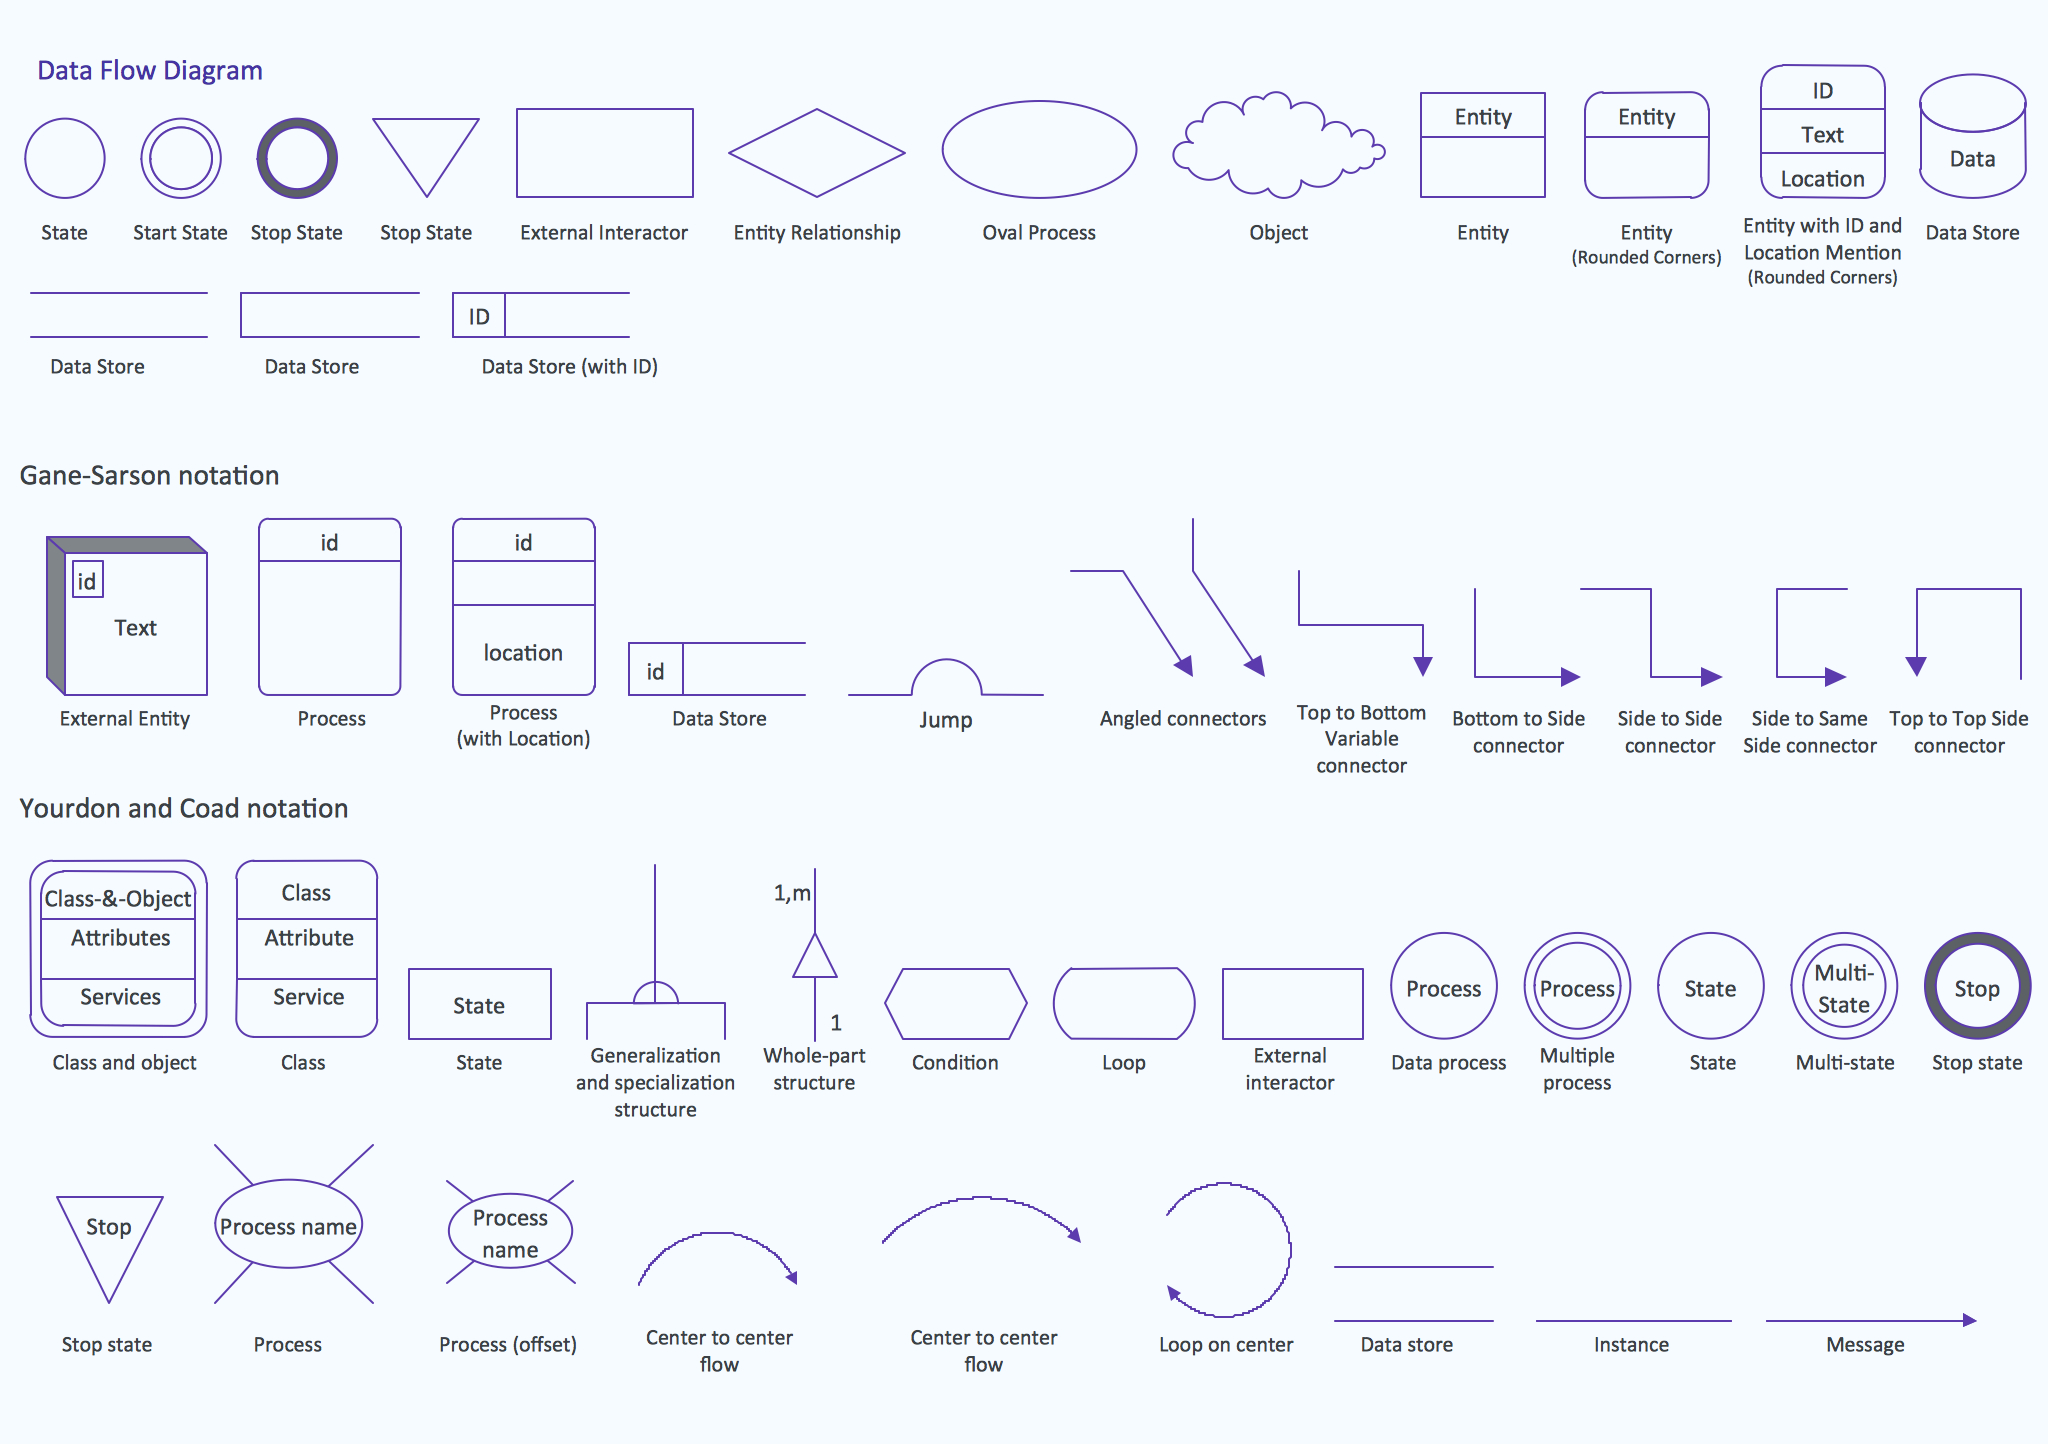 Data Flow Diagram
Entity
Entity
ID
Text
Location
Data
State
Start State
Stop State
Stop State
External Interactor
Entity Relationship
Oval Process
Object
Entity
Entity
(Rounded Corners)
Entity with ID and
Location Mention
(Rounded Corners)
Data Store
ID
Data Store
Data Store
Data Store (with ID)
Gane-Sarson notation
id
Text
id
id
location
id
External Entity
Process
Process
(with Location)
Data Store
Jump
Angled connectors
Top to Bottom
Variable
connector
Bottom to Side
connector
Side to Side
connector
Side to Same
Side connector
Top to Top Side
connector
Yourdon and Coad notation
Class-&-Object
Attributes
Services
Class
Attribute
Service
State
1,m
1
Process
Process
State
Multi-
State
Stop
Class and object
Class
State
Generalization
and specialization
structure
Whole-part
structure
Condition
Loop
External
interactor
Data process
Multiple
process
State
Multi-state
Stop state
Stop
Process name
Process
name
Stop state
Process
Process (offset)
Center to center
flow
Center to center
flow
Loop on center
Data store
Instance
Message